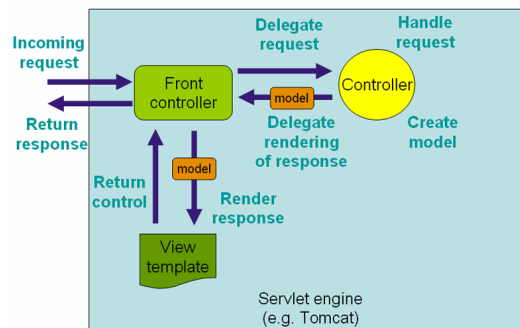 Incoming
request
Return
response
Front
controller
Delegate
request
Handle
request
Controller
model
Delegate
rendering
of response
Create
model
Return
control
model
Render
response
View
template
Servlet engine
(e.g. Tomcat)